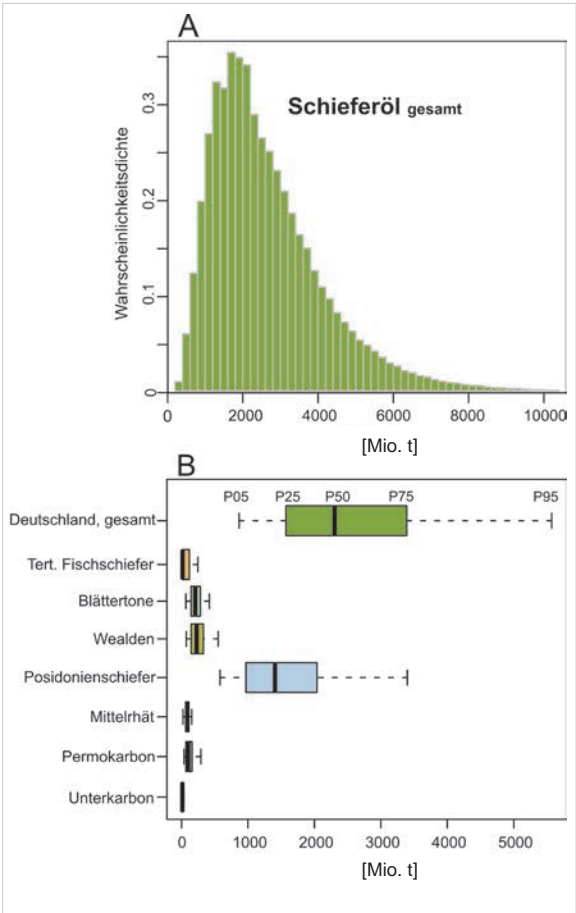 A
Schieferöl gesamt
Wahrscheinlichkeitsdichte
0.3
0.2
0.1
0
0 2000 4000 6000 8000 10000
[Mio. t]
B
P05 P25 P50 P75 P95
Deutschland, gesamt
Tert. Fischschiefer
Blättertone
Wealden
Posidonienschiefer
Mittelrhät
Permokarbon
Unterkarbon
0 1000 2000 3000 4000 5000
[Mio. t]